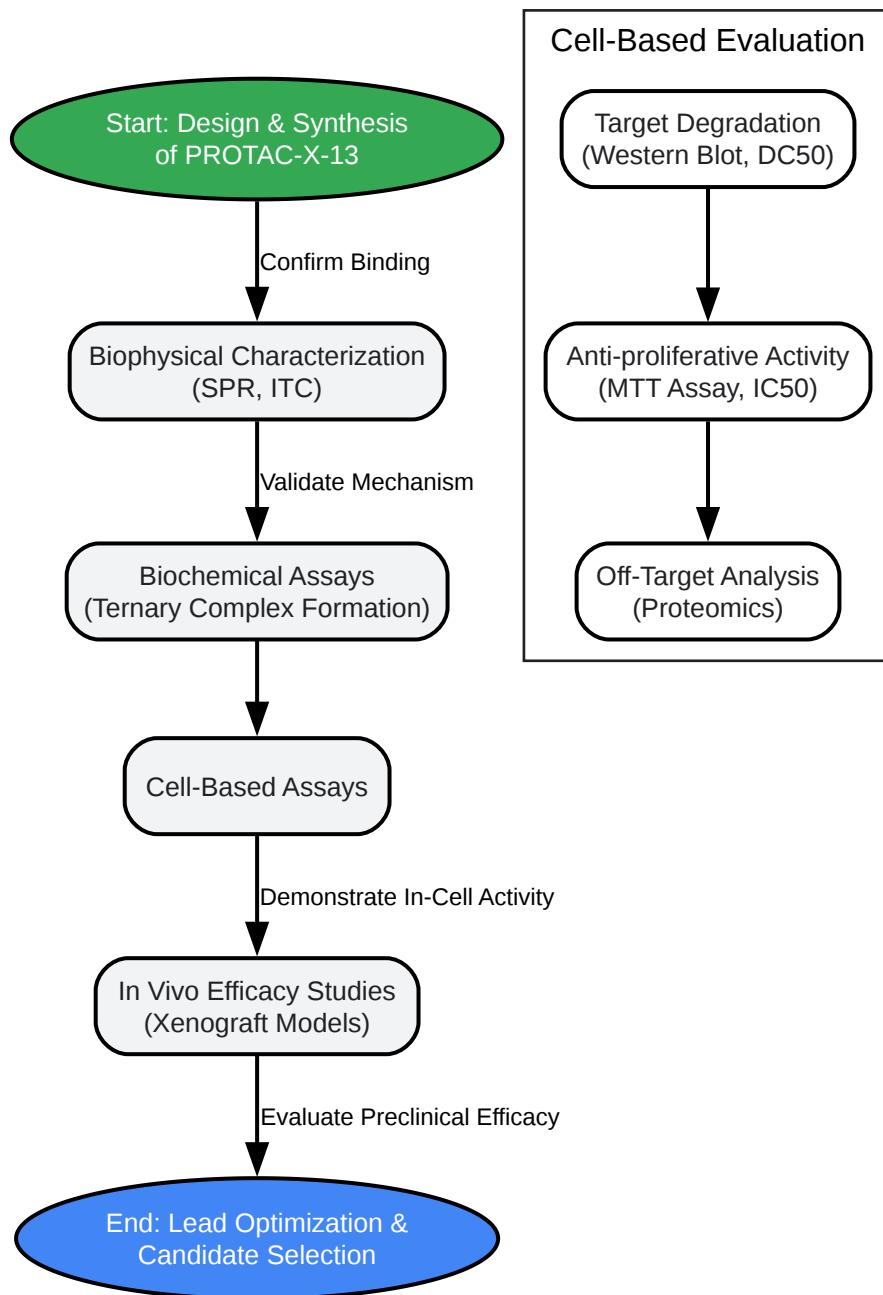 Start: Design & Synthesis
of PROTAC-X-13
Confirm Binding
Biophysical Characterization
(SPR, ITC)
Validate Mechanism
Biochemical Assays
(Ternary Complex Formation)
Cell-Based Assays
Demonstrate In-Cell Activity
In Vivo Efficacy Studies
(Xenograft Models)
Evaluate Preclinical Efficacy
End: Lead Optimization &
Candidate Selection
Cell-Based Evaluation
Target Degradation
(Western Blot, DC50)
Anti-proliferative Activity
(MTT Assay, IC50)
Off-Target Analysis
(Proteomics)